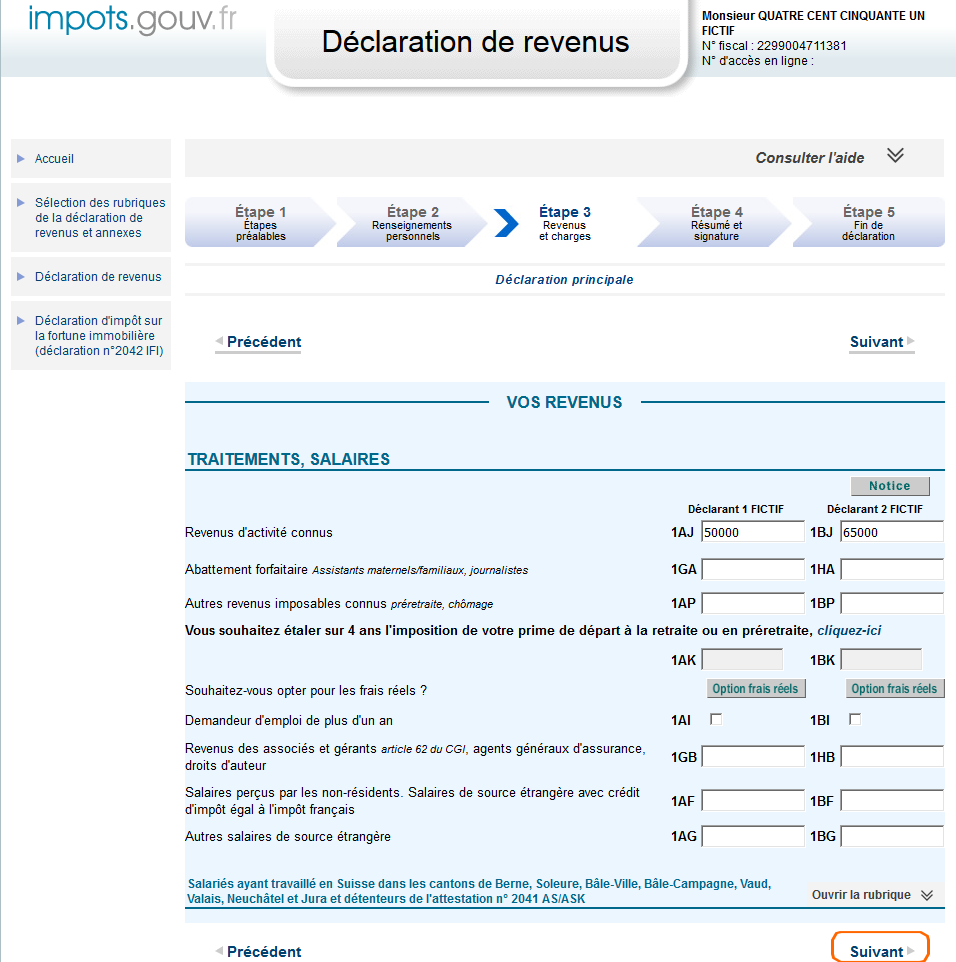 impots.gouv.fr
Déclaration de revenus
Monsieur QUATRE CENT CINQUANTE UN
FICTIF
N° fiscal : 2299004711381
N° d'accès en ligne :
Accueil
Sélection des rubriques
de la déclaration de
revenus et annexes
Déclaration de revenus
Déclaration d'impôt sur
la fortune immobilière
(déclaration n°2042 IFI)
Consulter l'aide
Étape 1
Étapes
préalables
Étape 2
Renseignements
personnels
Étape 3
Revenus
et charges
Étape 4
Résumé et
signature
Étape 5
Fin de
déclaration
Déclaration principale
Précédent
Suivant
VOS REVENUS
TRAITEMENTS, SALAIRES
Notice
Déclarant 1 FICTIF Déclarant 2 FICTIF
Revenus d'activité connus 1AJ 50000 1BJ 65000
Abattement forfaitaire Assistants maternels/familiaux, journalistes 1GA 1HA
Autres revenus imposables connus préretraite, chômage 1AP 1BP
Vous souhaitez étaler sur 4 ans l'imposition de votre prime de départ à la retraite ou en préretraite, cliquez-ici
1AK 1BK
Souhaitez-vous opter pour les frais réels ? Option frais réels Option frais réels
Demandeur d'emploi de plus d'un an 1AI 1BI
Revenus des associés et gérants article 62 du CGI, agents généraux d'assurance,
droits d'auteur 1GB 1HB
Salaires perçus par les non-résidents. Salaires de source étrangère avec crédit
d'impôt égal à l'impôt français 1AF 1BF
Autres salaires de source étrangère 1AG 1BG
Salariés ayant travaillé en Suisse dans les cantons de Berne, Soleure, Bâle-Ville, Bâle-Campagne, Vaud,
Valais, Neuchâtel et Jura et détenteurs de l'attestation n° 2041 AS/ASK
Ouvrir la rubrique
Précédent
Suivant